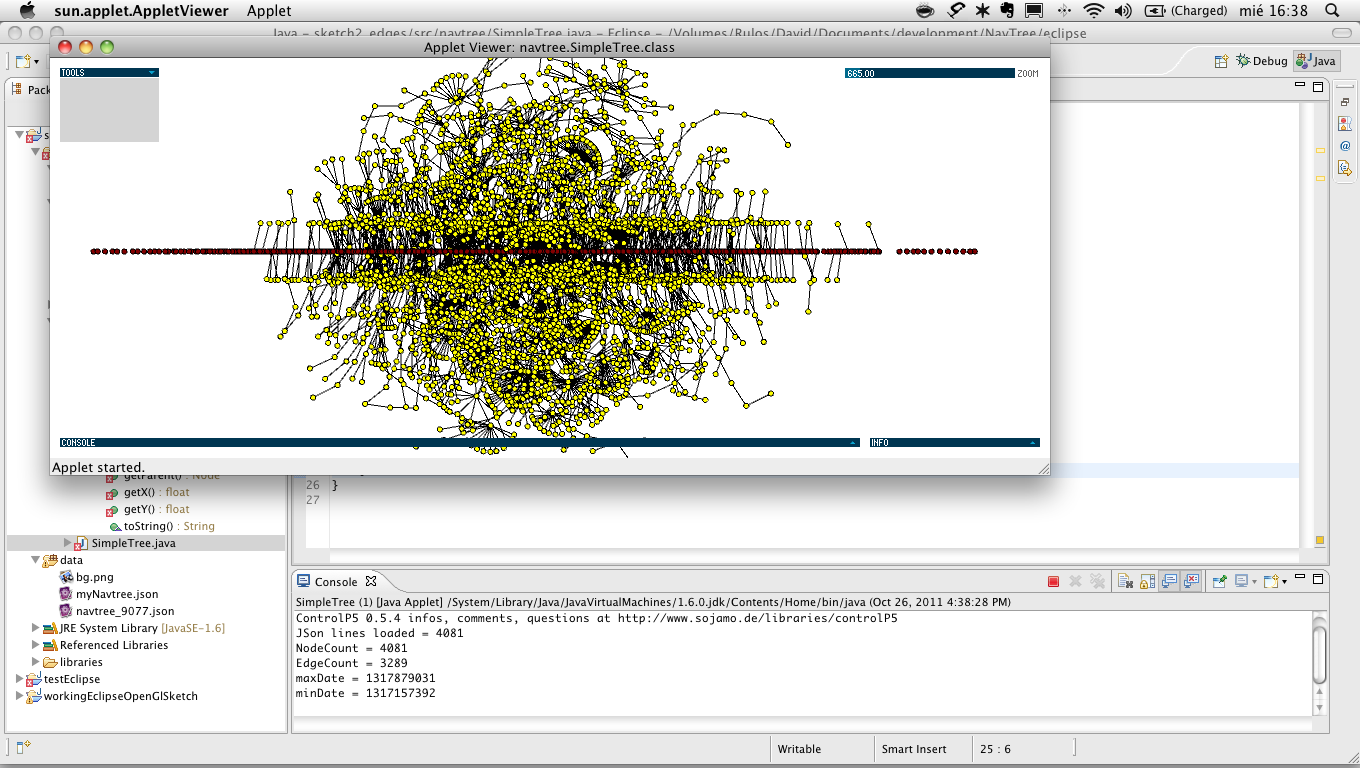 sun.applet.AppletViewer Applet (Charged) mié 16:38
Java - sketch2_edges/src/navtree/SimpleTree.java - Eclipse - /Volumes/Rulos/David/Documents/development/NavTree/eclipse
Applet Viewer: navtree.SimpleTree.class
Debug Java
TOOLS
665.00 ZOOM
Pack
s
CONSOLE
INFO
Applet started.
getParent() : Node
getX() : float
getY() : float
toString() : String
SimpleTree.java
data
bg.png
myNavtree.json
navtree_9077.json
JRE System Library [JavaSE-1.6]
Referenced Libraries
libraries
testEclipse
workingEclipseOpenGlSketch
26 }
27
Console
SimpleTree (1) [Java Applet] /System/Library/Java/JavaVirtualMachines/1.6.0.jdk/Contents/Home/bin/java (Oct 26, 2011 4:38:28 PM)
ControlP5 0.5.4 infos, comments, questions at http://www.sojamo.de/libraries/controlP5
JSon lines loaded = 4081
NodeCount = 4081
EdgeCount = 3289
maxDate = 1317879031
minDate = 1317157392
Writable Smart Insert 25 : 6